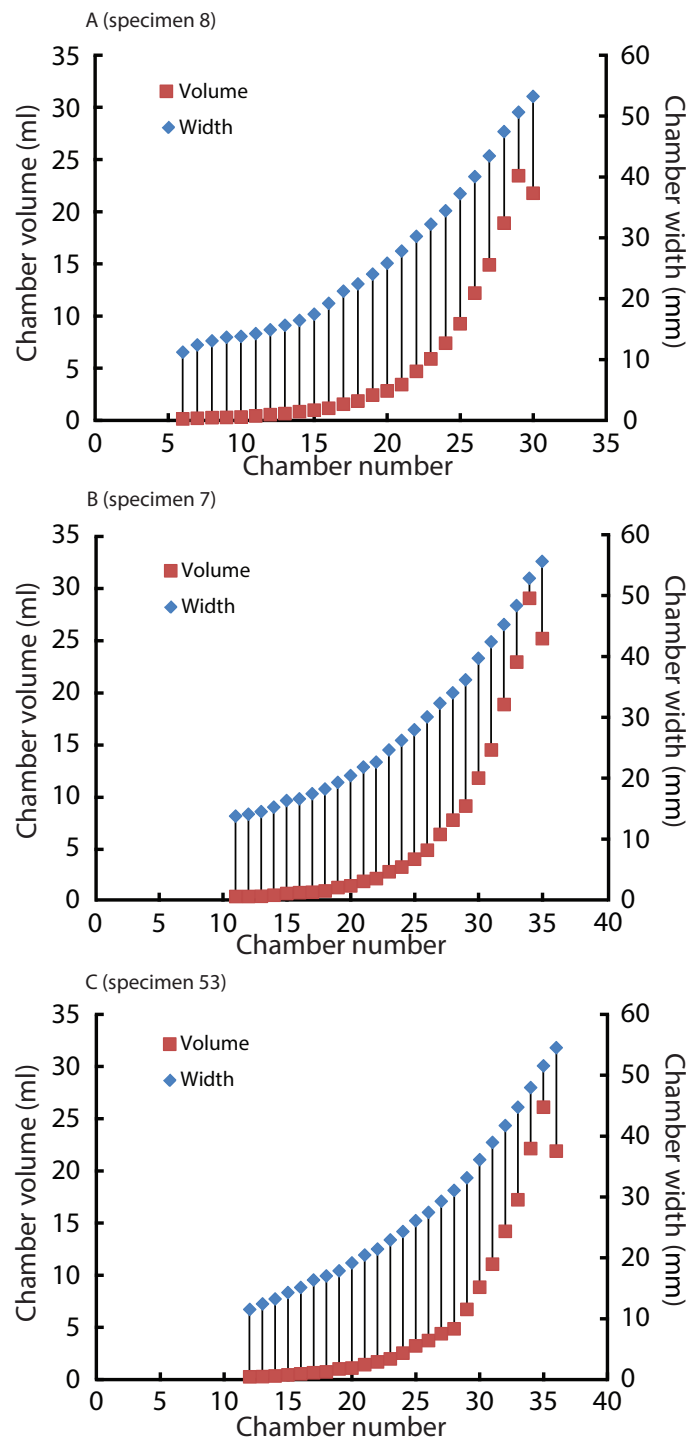 A (specimen 8)
35 60
Volume
Width
30 50
25 40
20
30
15
20
10
5 10
0 0
0 5 10 15 20 25 30 35
Chamber volume (ml)
Chamber width (mm)
Chamber number
B (specimen 7)
35 60
Volume
Width
30 50
25 40
20
30
15
20
10
5 10
0 0
0 5 10 15 20 25 30 35 40
Chamber volume (ml)
Chamber width (mm)
Chamber number
C (specimen 53)
35 60
Volume
Width
30 50
25 40
20
30
15
20
10
5 10
0 0
0 5 10 15 20 25 30 35 40
Chamber volume (ml)
Chamber width (mm)
Chamber number